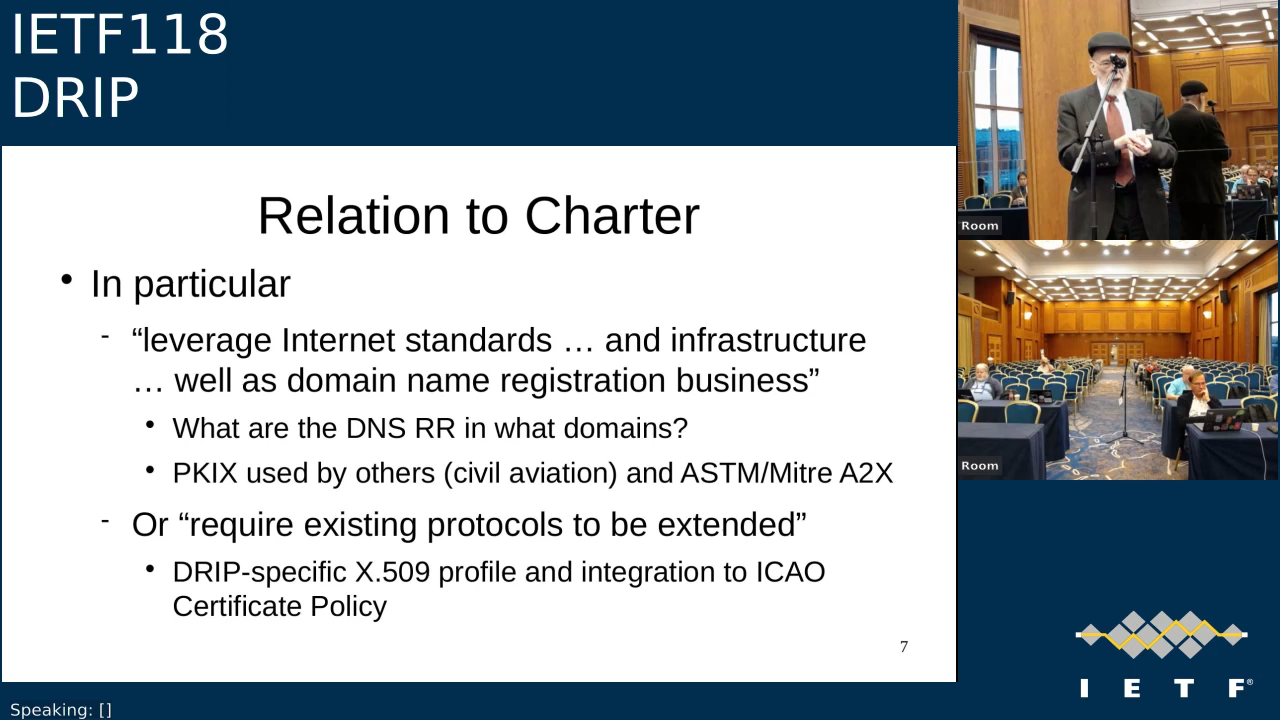 IETF118
DRIP
Relation to Charter
• In particular
- “leverage Internet standards … and infrastructure
… well as domain name registration business”
• What are the DNS RR in what domains?
• PKIX used by others (civil aviation) and ASTM/Mitre A2X
- Or “require existing protocols to be extended”
• DRIP-specific X.509 profile and integration to ICAO
Certificate Policy
7
Room
Room
I E T F®
Speaking: []